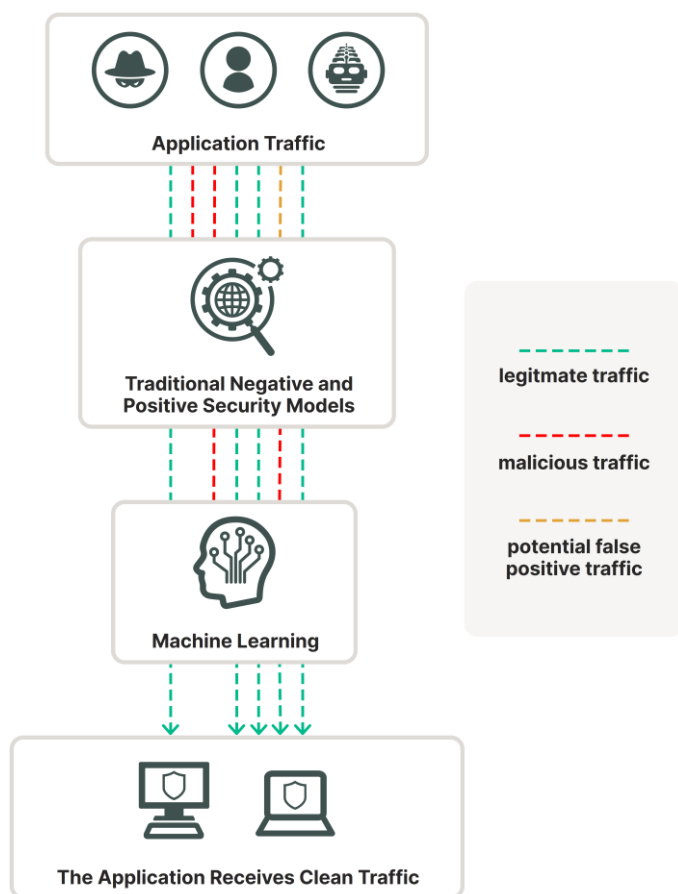 Application Traffic
Traditional Negative and
Positive Security Models
legitmate traffic
malicious traffic
potential false
positive traffic
Machine Learning
The Application Receives Clean Traffic